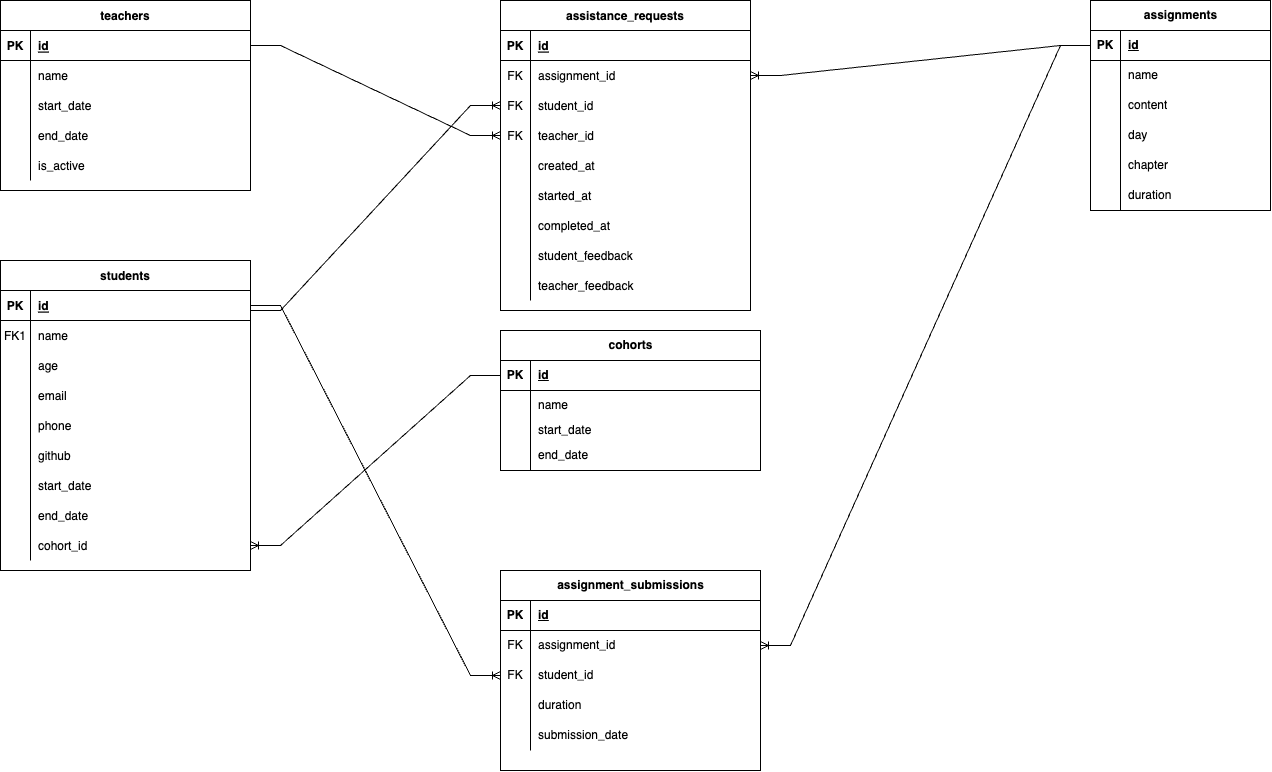 teachers
PK id
name
start_date
end_date
is_active
assistance_requests
PK id
FK assignment_id
FK student_id
FK teacher_id
created_at
started_at
completed_at
student_feedback
teacher_feedback
assignments
PK id
name
content
day
chapter
duration
students
PK id
FK1 name
age
email
phone
github
start_date
end_date
cohort_id
cohorts
PK id
name
start_date
end_date
assignment_submissions
PK id
FK assignment_id
FK student_id
duration
submission_date